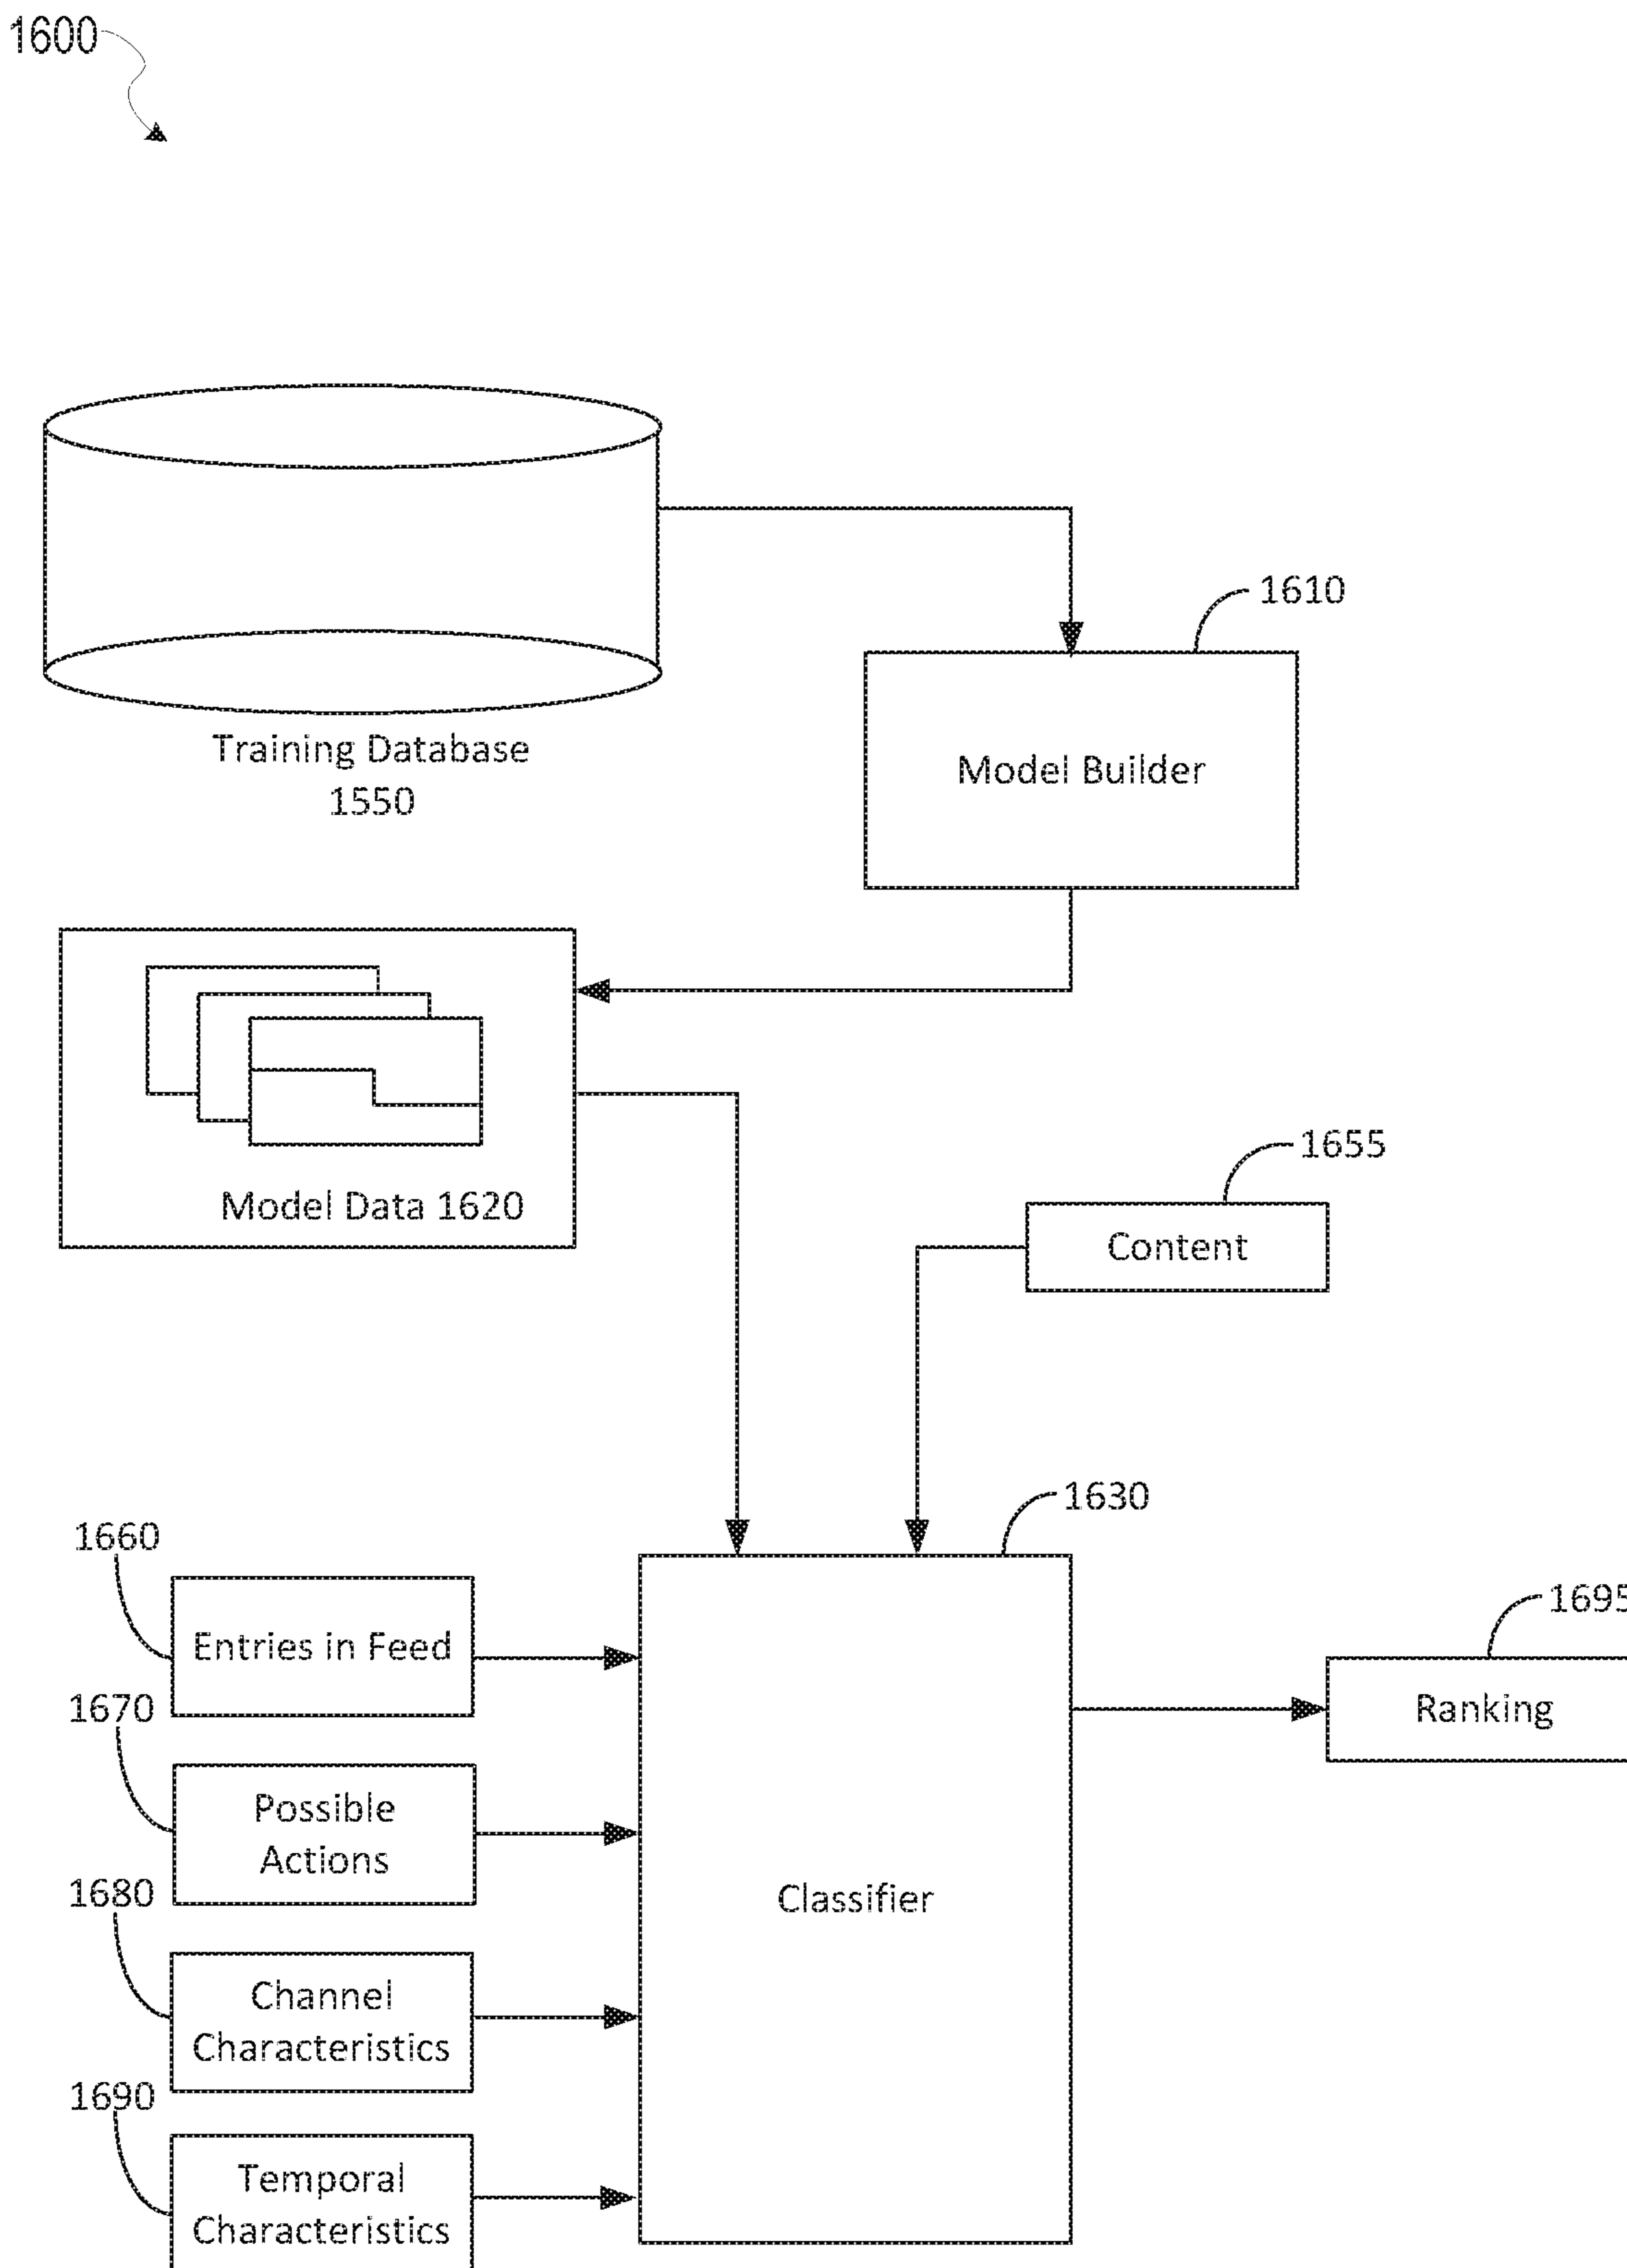 1600
1610
Training Database
1550
Model Builder
Model Data 1620
1655
Content
1630
1660
Entries in Feed
1695
Ranking
1670
Possible
Actions
1680
Classifier
Channel
Characteristics
1690
Temporal
Characteristics